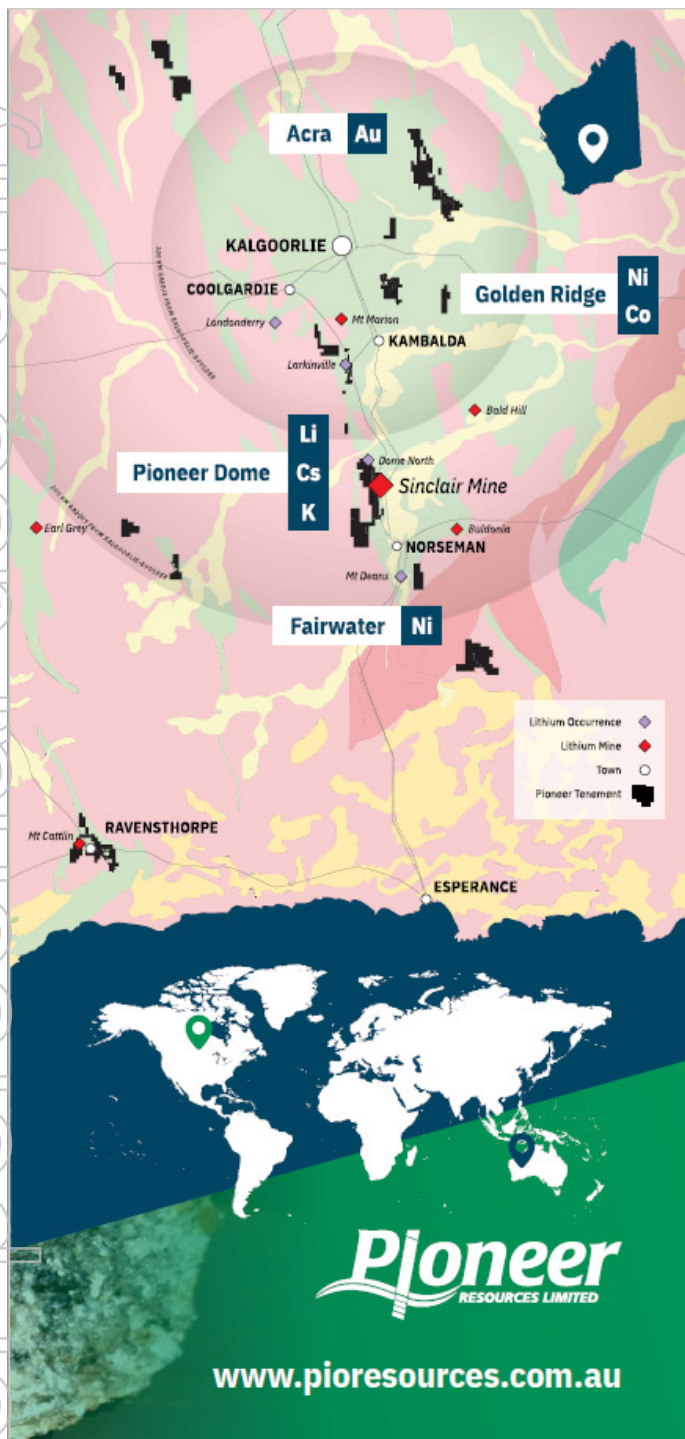 Acra Au
KALGOORLIE
COOLGARDIE
Golden Ridge Ni Co
Londonderry
Mt Marion
KAMBALDA
Larkinville
Bald Hill
Pioneer Dome Li Cs K
Dome North
Sinclair Mine
Earl Grey
Buldania
NORSEMAN
Mt Deans
Fairwater Ni
Lithium Occurrence
Lithium Mine
Town
Pioneer Tenement
Mt Cattlin
RAVENSTHORPE
ESPERANCE
Pioneer
RESOURCES LIMITED
www.pioresources.com.au